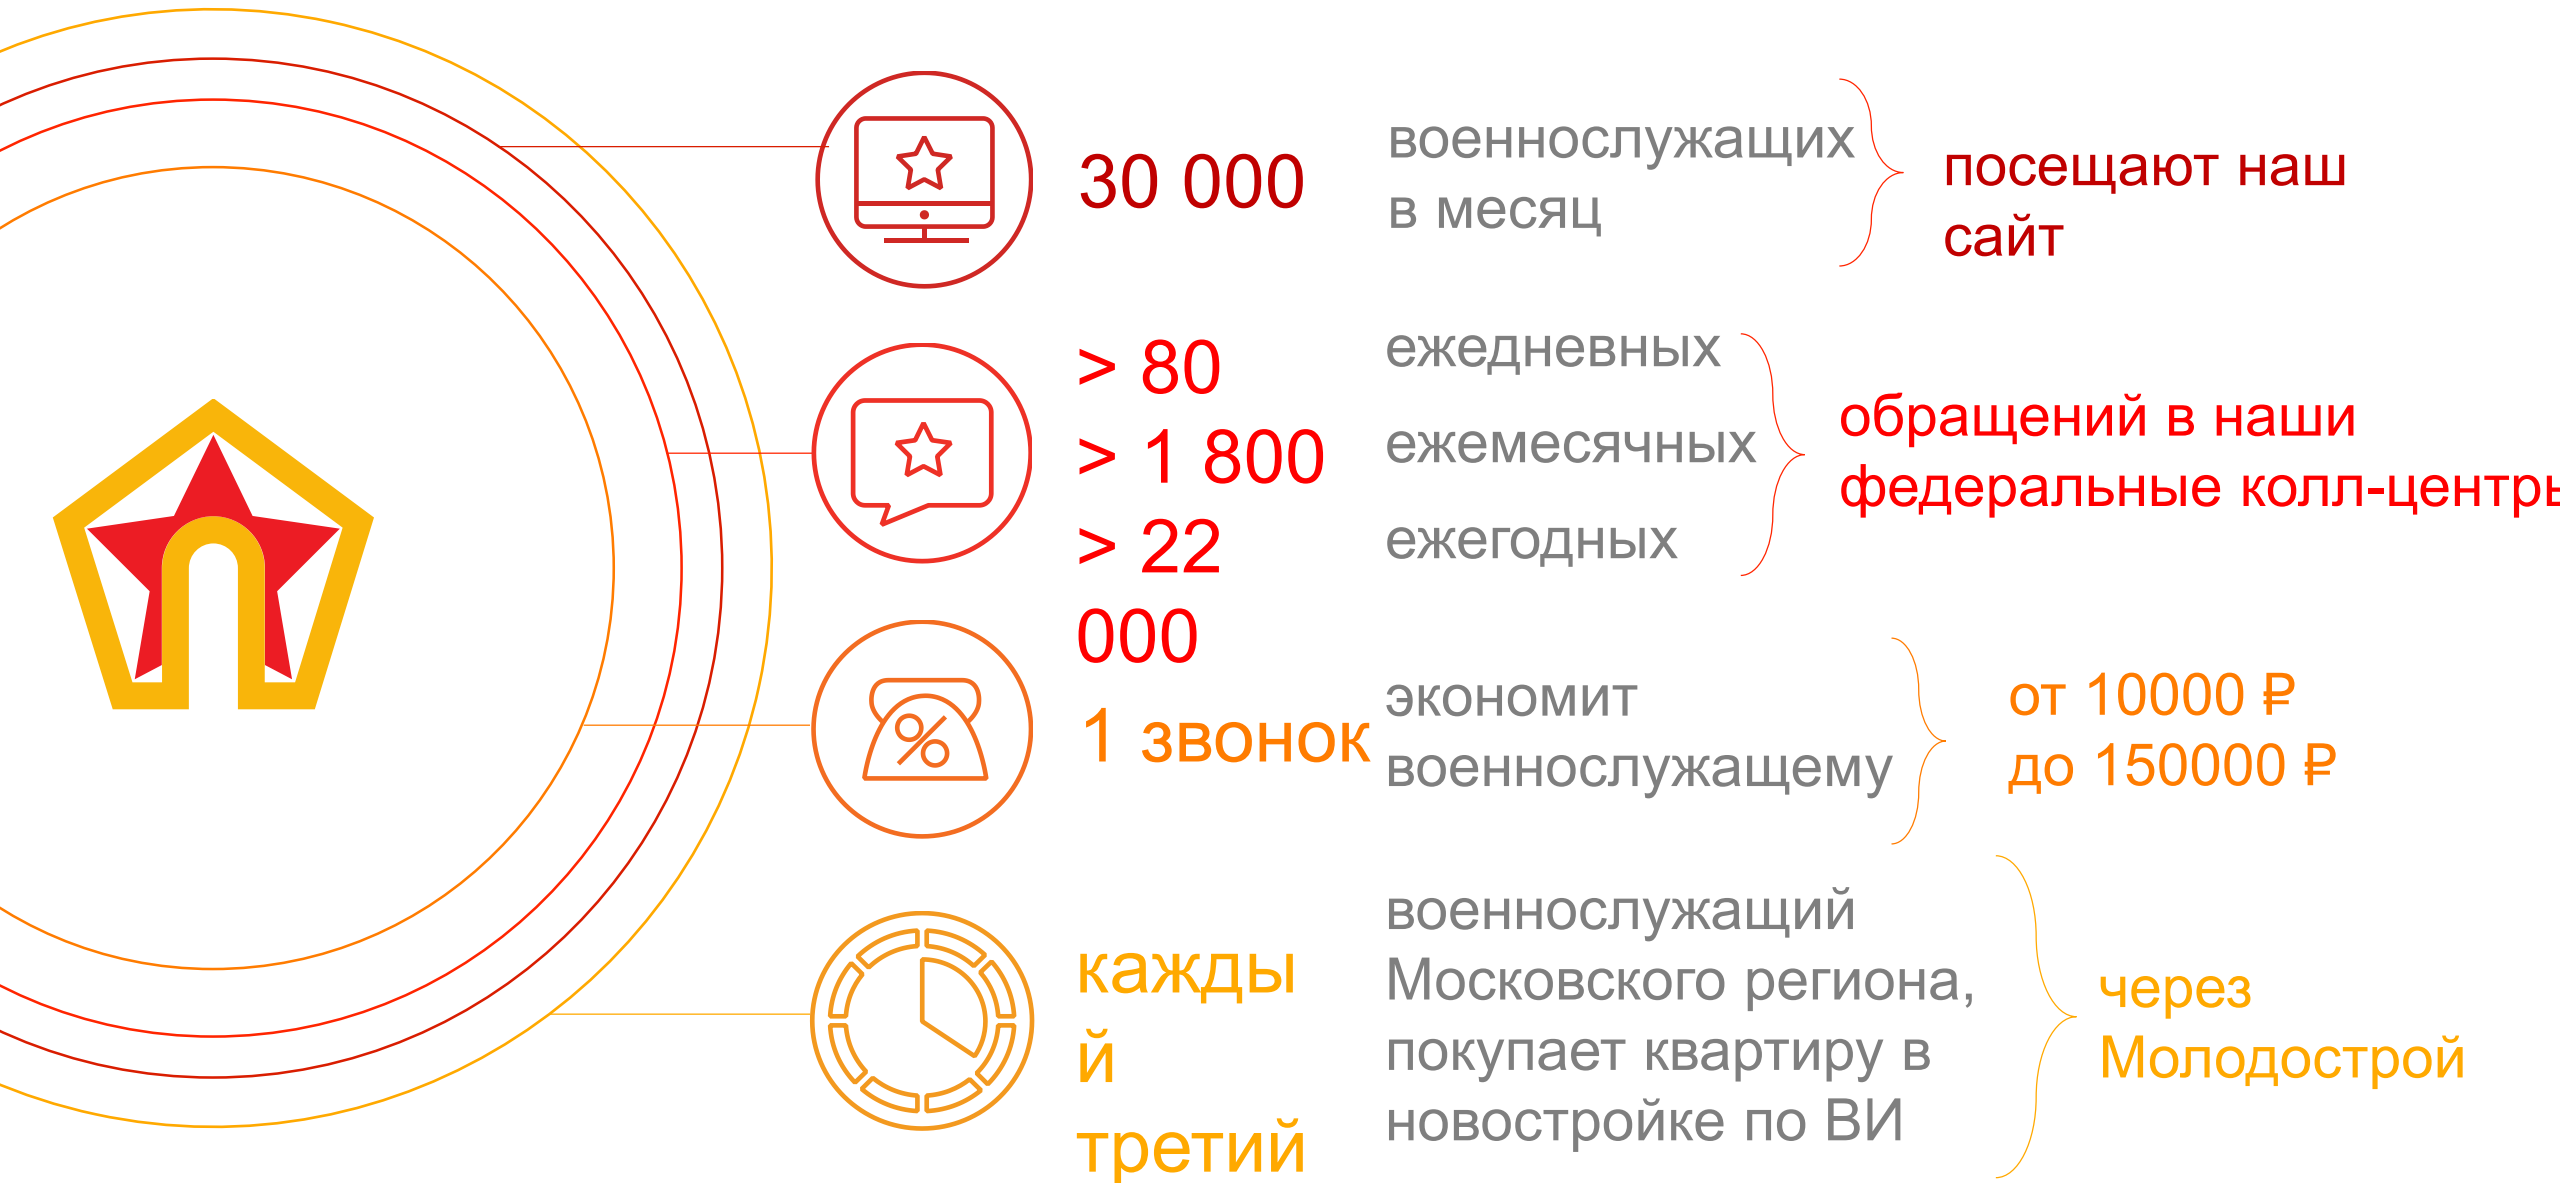 30 000
военнослужащих
в месяц
посещают наш
сайт
> 80
> 1 800
> 22
000
ежедневных
ежемесячных
ежегодных
обращений в наши
федеральные колл-центры
1 звонок
экономит
военнослужащему
от 10000 ₽
до 150000 ₽
кажды
й
третий
военнослужащий
Московского региона,
покупает квартиру в
новостройке по ВИ
через
Молодострой